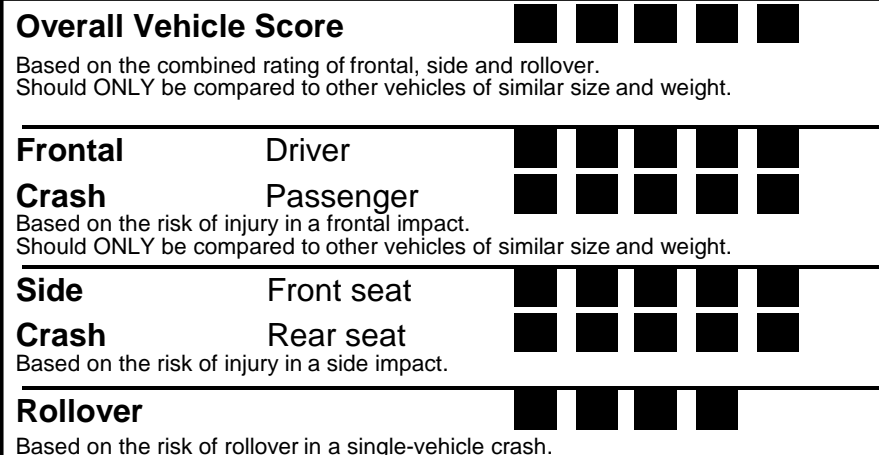 Overall Vehicle Score
Based on the combined rating of frontal, side and rollover.
Should ONLY be compared to other vehicles of similar size and weight.
Frontal Driver
Crash Passenger
Based on the risk of injury in a frontal impact.
Should ONLY be compared to other vehicles of similar size and weight.
Side Front seat
Crash Rear seat
Based on the risk of injury in a side impact.
Rollover
Based on the risk of rollover in a single-vehicle crash.